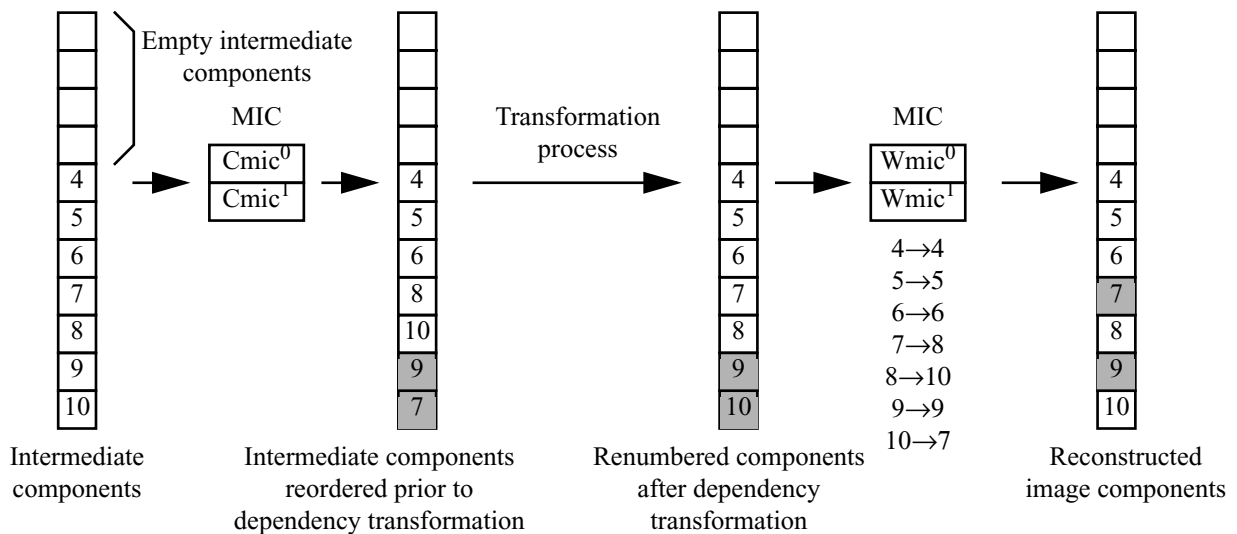 Empty intermediate
components
MIC
Cmic⁰
Cmic¹
Transformation
process
MIC
Wmic⁰
Wmic¹
4
5
6
7
8
9
10
4
5
6
8
10
9
7
4
5
6
7
8
9
10
4→4
5→5
6→6
7→8
8→10
9→9
10→7
4
5
6
7
8
9
10
Intermediate
components
Intermediate components
reordered prior to
dependency transformation
Renumbered components
after dependency
transformation
Reconstructed
image components